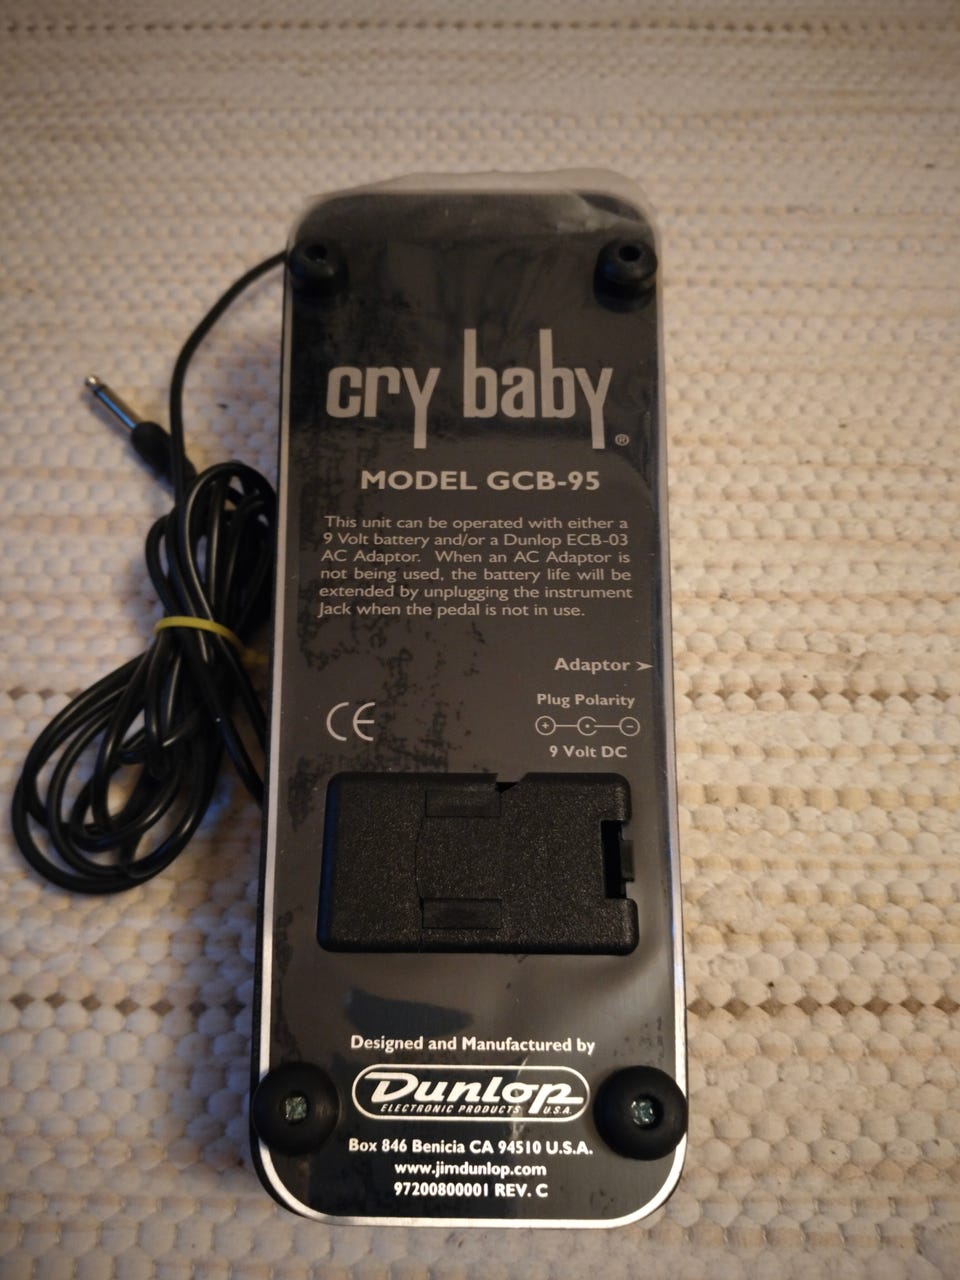 cry baby®
MODEL GCB-95
This unit can be operated with either a
9 Volt battery and/or a Dunlop ECB-03
AC Adaptor. When an AC Adaptor is
not being used, the battery life will be
extended by unplugging the instrument
Jack when the pedal is not in use.
Adaptor
Plug Polarity
+ -
CE
9 Volt DC
Designed and Manufactured by
DUNLOP
ELECTRONIC PRODUCTS U.S.A.
Box 846 Benicia CA 94510 U.S.A.
www.jimdunlop.com
97200800001 REV. C